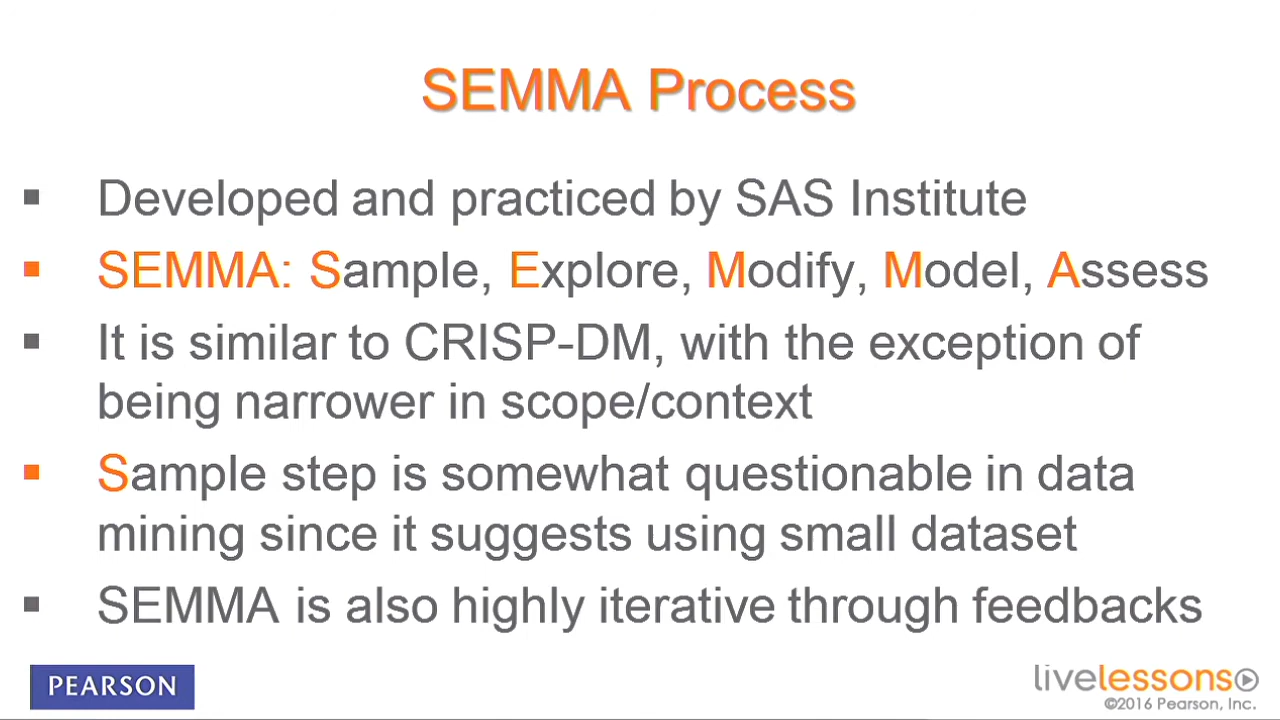 SEMMA Process
▪ Developed and practiced by SAS Institute
▪ SEMMA: Sample, Explore, Modify, Model, Assess
▪ It is similar to CRISP-DM, with the exception of
being narrower in scope/context
▪ Sample step is somewhat questionable in data
mining since it suggests using small dataset
▪ SEMMA is also highly iterative through feedbacks
PEARSON
livelessons
©2016 Pearson, Inc.